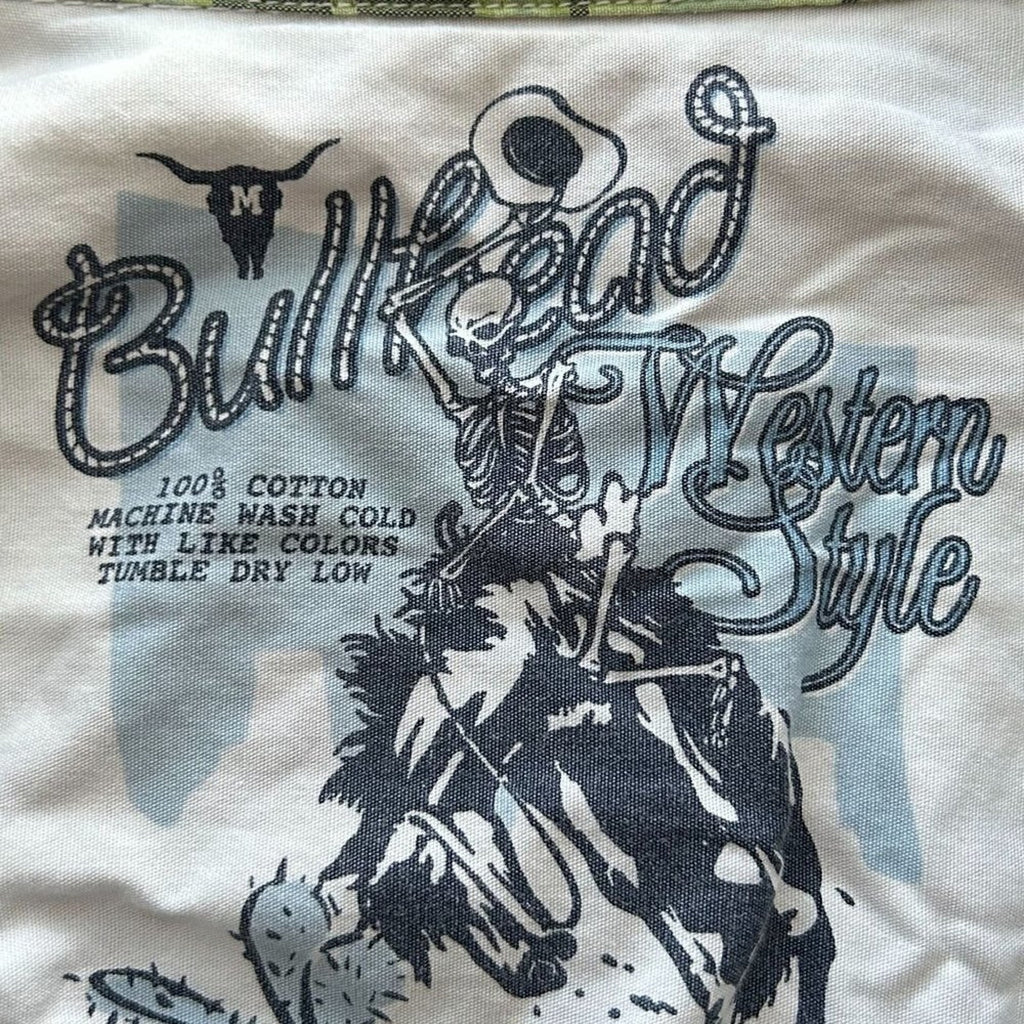 M
Bullhead
Western
Style
100% COTTON
MACHINE WASH COLD
WITH LIKE COLORS
TUMBLE DRY LOW